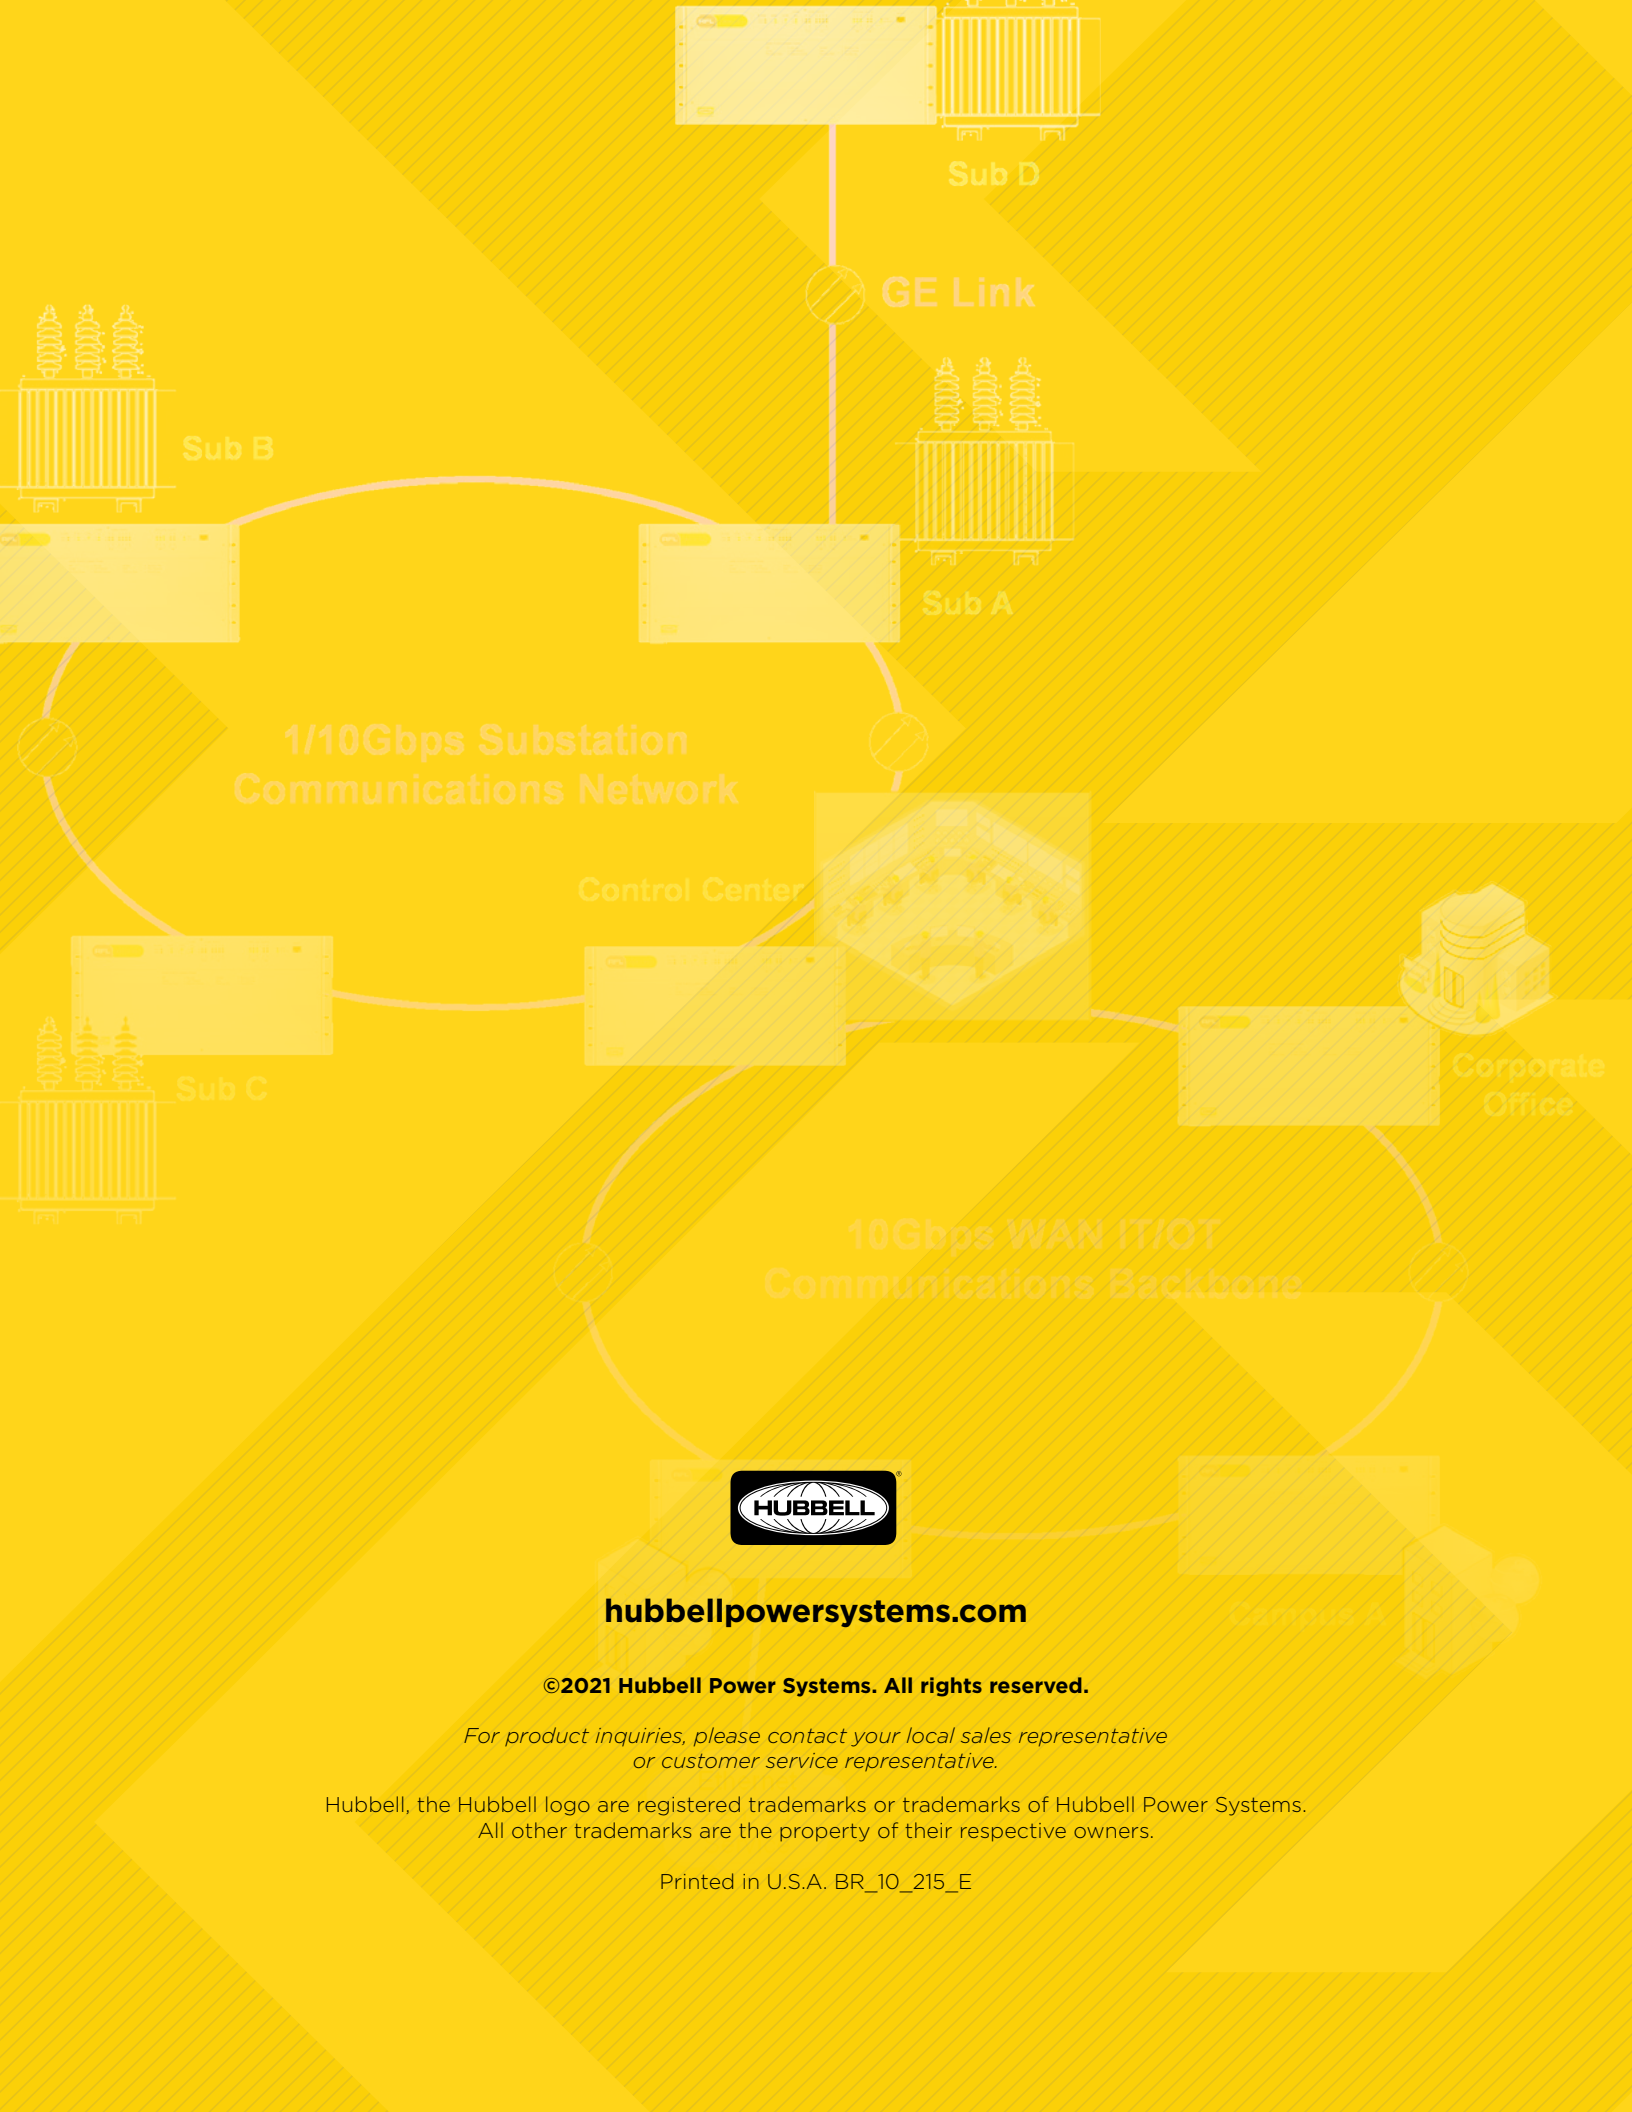 Sub D
GE Link
Sub B
Sub A
1/10Gbps Substation
Communications Network
Control Center
Corporate
Office
Sub C
10Gbps WAN IT/OT
Communications Backbone
HUBBELL
®
hubbellpowersystems.com
©2021 Hubbell Power Systems. All rights reserved.
For product inquiries, please contact your local sales representative
or customer service representative.
Hubbell, the Hubbell logo are registered trademarks or trademarks of Hubbell Power Systems.
All other trademarks are the property of their respective owners.
Printed in U.S.A. BR_10_215_E